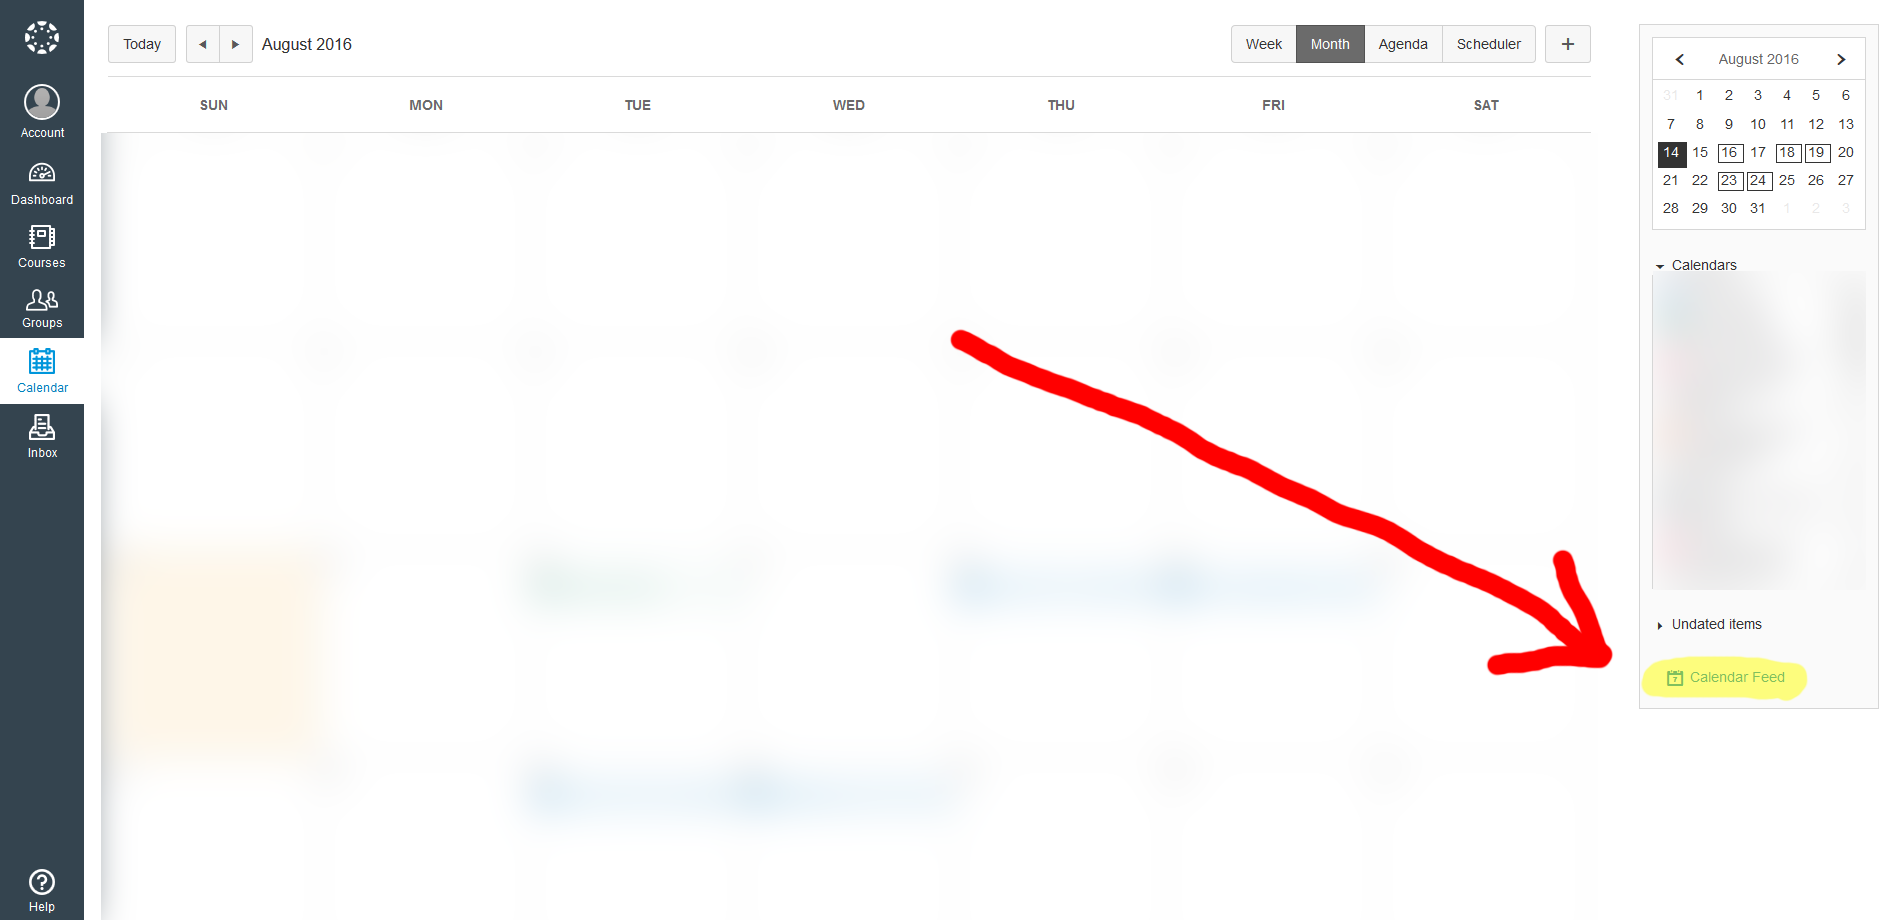 Today ◄ ► August 2016
Week Month Agenda Scheduler +
SUN MON TUE WED THU FRI SAT
Account
Dashboard
Courses
Groups
Calendar
Inbox
Help
August 2016
31 1 2 3 4 5 6
7 8 9 10 11 12 13
14 15 16 17 18 19 20
21 22 23 24 25 26 27
28 29 30 31 1 2 3
Calendars
Undated items
7 Calendar Feed